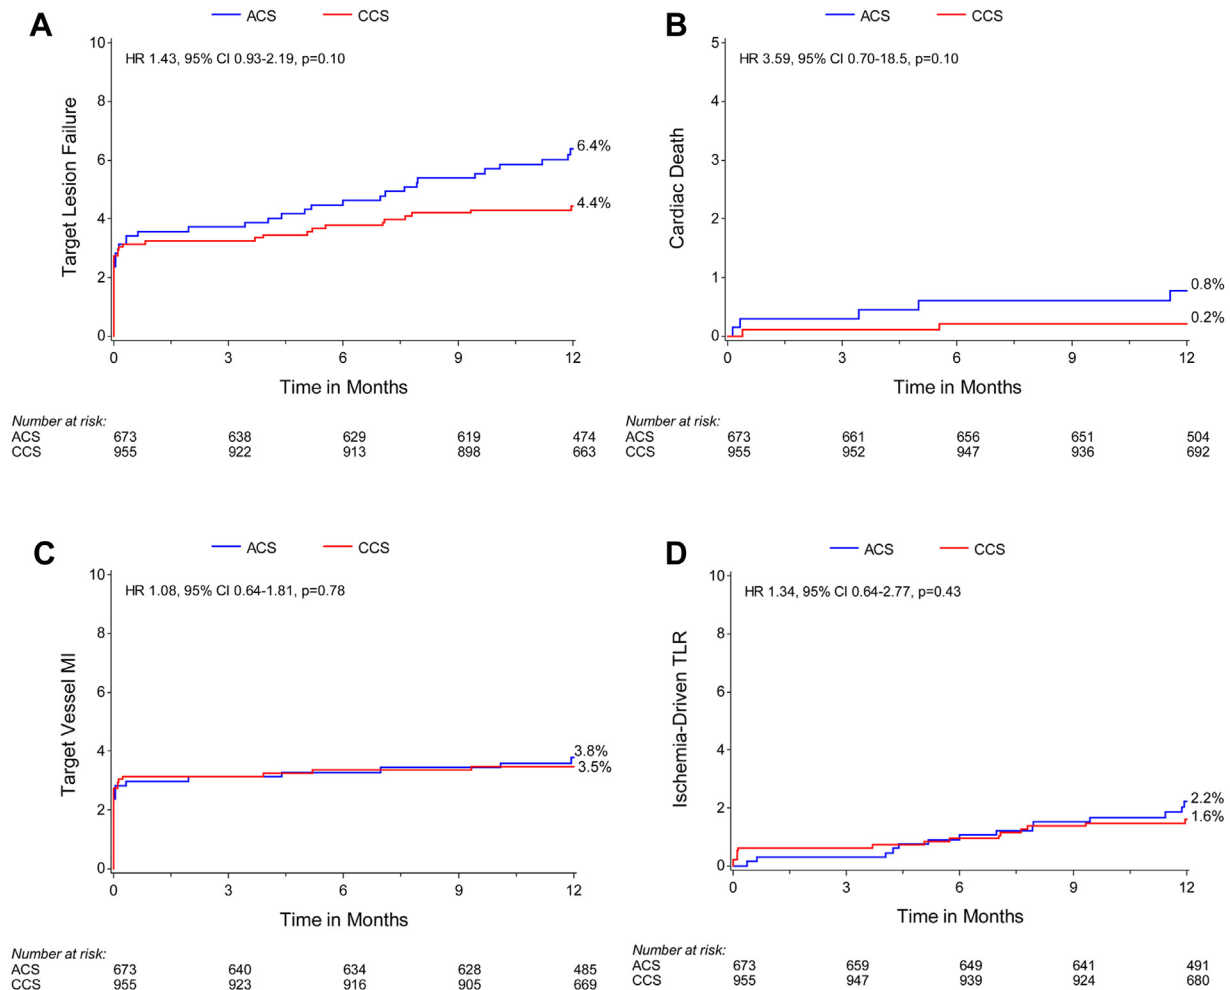 A
ACS CCS
HR 1.43, 95% CI 0.93-2.19, p=0.10
Target Lesion Failure
10
8
6
4
2
0
6.4%
4.4%
0 3 6 9 12
Time in Months
Number at risk:
ACS 673 638 629 619 474
CCS 955 922 913 898 663
B
ACS CCS
HR 3.59, 95% CI 0.70-18.5, p=0.10
Cardiac Death
5
4
3
2
1
0
0.8%
0.2%
0 3 6 9 12
Time in Months
Number at risk:
ACS 673 661 656 651 504
CCS 955 952 947 936 692
C
ACS CCS
HR 1.08, 95% CI 0.64-1.81, p=0.78
Target Vessel MI
10
8
6
4
2
0
3.8%
3.5%
0 3 6 9 12
Time in Months
Number at risk:
ACS 673 640 634 628 485
CCS 955 923 916 905 669
D
ACS CCS
HR 1.34, 95% CI 0.64-2.77, p=0.43
Ischemia-Driven TLR
10
8
6
4
2
0
2.2%
1.6%
0 3 6 9 12
Time in Months
Number at risk:
ACS 673 659 649 641 491
CCS 955 947 939 924 680